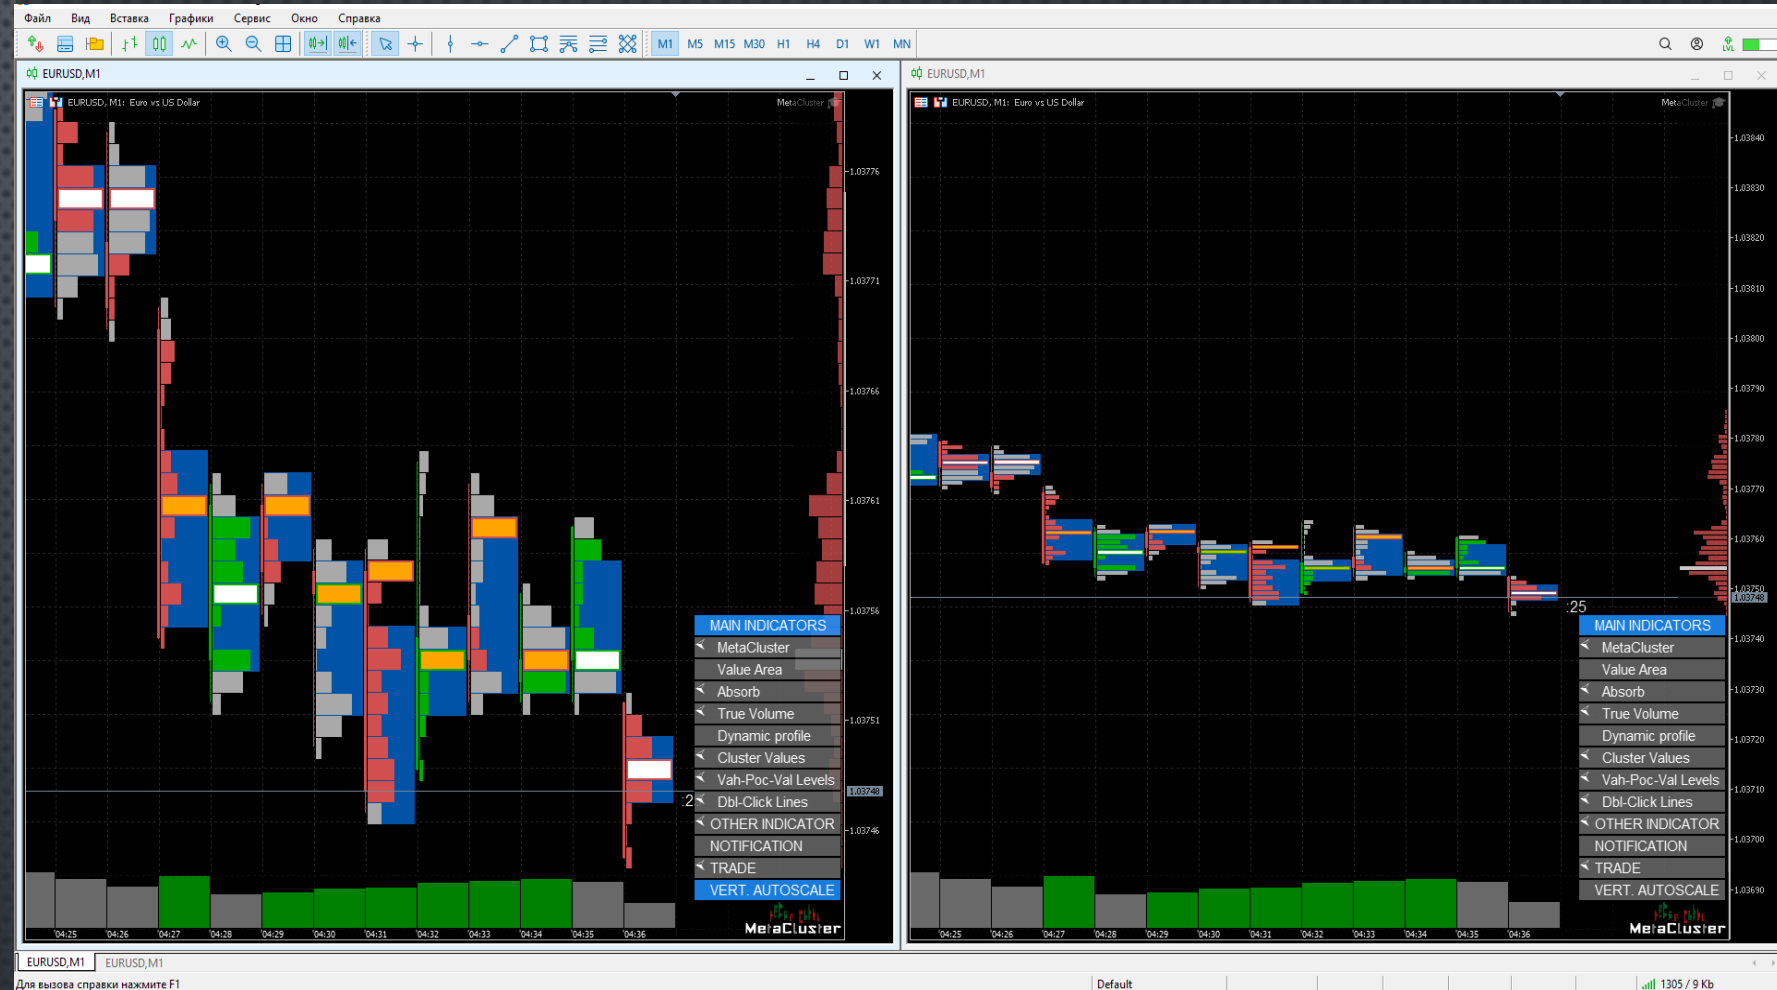 Файл Вид Вставка Графики Сервис Окно Справка
M1 M5 M15 M30 H1 H4 D1 W1 MN
LVL
EURUSD,M1
EURUSD, M1: Euro vs US Dollar
MetaCluster
1.03776
1.03771
1.03766
1.03761
1.03756
1.03751
1.03748
1.03746
:2
MAIN INDICATORS
MetaCluster
Value Area
Absorb
True Volume
Dynamic profile
Cluster Values
Vah-Poc-Val Levels
Dbl-Click Lines
OTHER INDICATOR
NOTIFICATION
TRADE
VERT. AUTOSCALE
MetaCluster
04:25 04:26 04:27 04:28 04:29 04:30 04:31 04:32 04:33 04:34 04:35 04:36
EURUSD,M1
EURUSD, M1: Euro vs US Dollar
MetaCluster
1.03840
1.03830
1.03820
1.03810
1.03800
1.03790
1.03780
1.03770
1.03760
1.03750
1.03748
1.03740
1.03730
1.03720
1.03710
1.03700
1.03690
:25
MAIN INDICATORS
MetaCluster
Value Area
Absorb
True Volume
Dynamic profile
Cluster Values
Vah-Poc-Val Levels
Dbl-Click Lines
OTHER INDICATOR
NOTIFICATION
TRADE
VERT. AUTOSCALE
MetaCluster
04:25 04:26 04:27 04:28 04:29 04:30 04:31 04:32 04:33 04:34 04:35 04:36
EURUSD,M1 EURUSD,M1
Для вызова справки нажмите F1 Default 1305 / 9 Kb